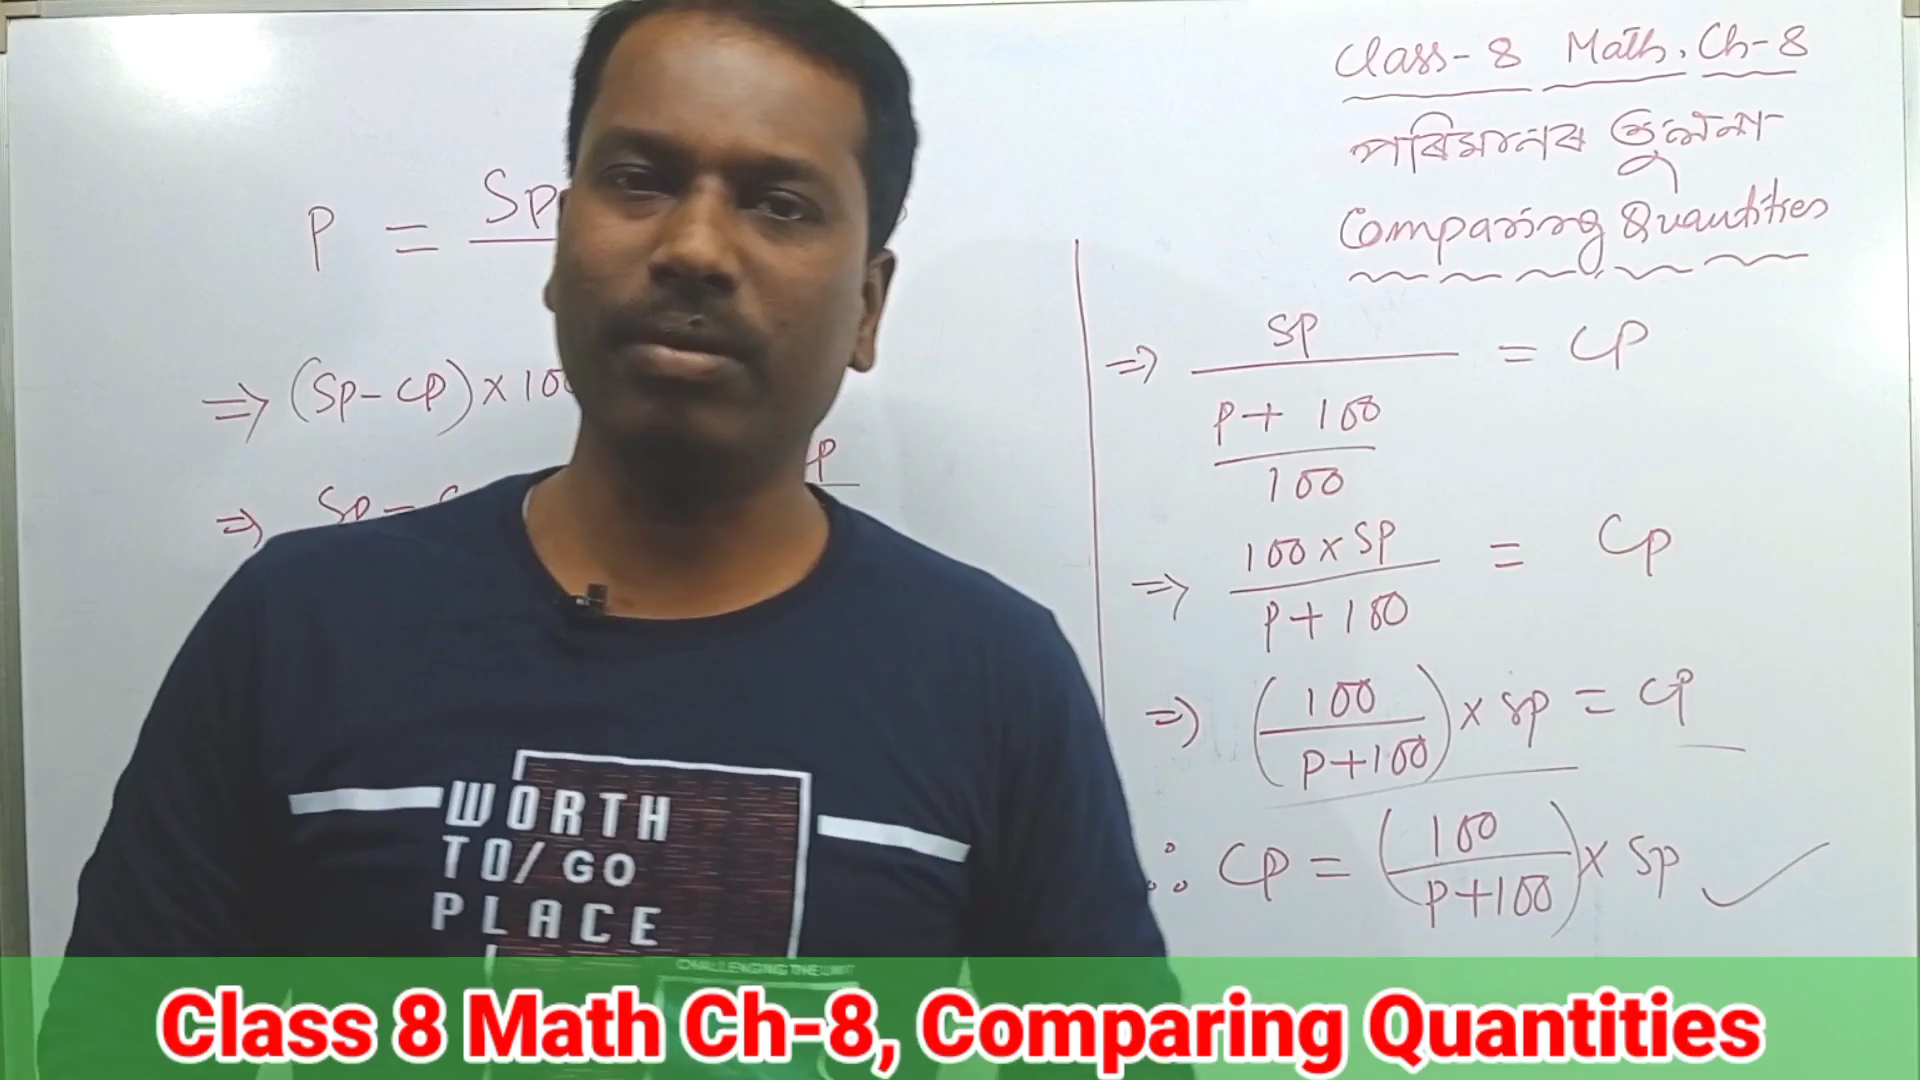 Class-8 Math. Ch-8
পৰিমানৰ তুলনা
Comparing Quantities
P = SP
=> (SP-CP)×100
=> SP -
P
=> SP / ((P+100)/100) = CP
=> (100×SP)/(P+100) = CP
=> (100/(P+100))×SP = CP
∴ CP = (100/(P+100))×SP ✓
WORTH
TO/GO
PLACE
CHALLENGING THE LIMIT
Class 8 Math Ch-8, Comparing Quantities